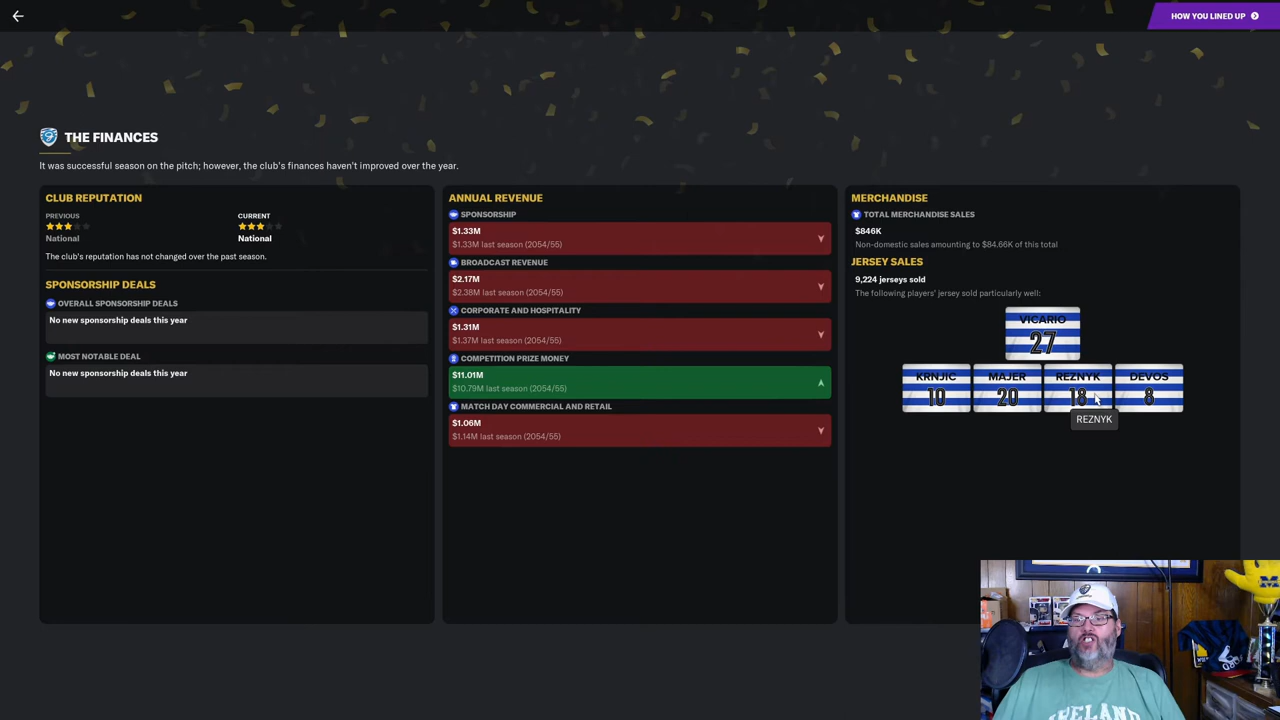 HOW YOU LINED UP
THE FINANCES
It was successful season on the pitch; however, the club's finances haven't improved over the year.
CLUB REPUTATION
PREVIOUS
CURRENT
National
National
The club's reputation has not changed over the past season.
SPONSORSHIP DEALS
OVERALL SPONSORSHIP DEALS
No new sponsorship deals this year
MOST NOTABLE DEAL
No new sponsorship deals this year
ANNUAL REVENUE
SPONSORSHIP
$1.33M
$1.33M last season (2054/55)
BROADCAST REVENUE
$2.17M
$2.38M last season (2054/55)
CORPORATE AND HOSPITALITY
$1.31M
$1.37M last season (2054/55)
COMPETITION PRIZE MONEY
$11.01M
$10.79M last season (2054/55)
MATCH DAY COMMERCIAL AND RETAIL
$1.06M
$1.14M last season (2054/55)
MERCHANDISE
TOTAL MERCHANDISE SALES
$846K
Non-domestic sales amounting to $84.66K of this total
JERSEY SALES
9,224 jerseys sold
The following players' jersey sold particularly well:
VICARIO
27
KRNJIC
10
MAJER
20
REZNYK
18
DEVOS
8
REZNYK
M
IRELAND